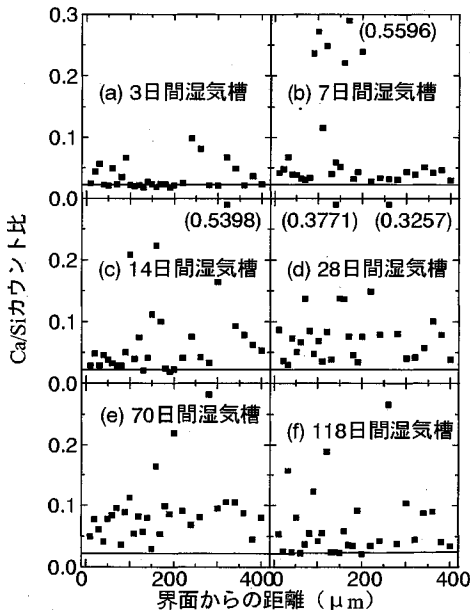 0.3
(0.5596)
0.2
(a) 3日間湿気槽
(b) 7日間湿気槽
0.1
0.0
(0.5398)
(0.3771)
(0.3257)
0.2
(c) 14日間湿気槽
(d) 28日間湿気槽
0.1
0.0
(e) 70日間湿気槽
(f) 118日間湿気槽
0.2
0.1
0.0
0
200
400
0
200
400
界面からの距離(μm)
Ca/Siカウント比